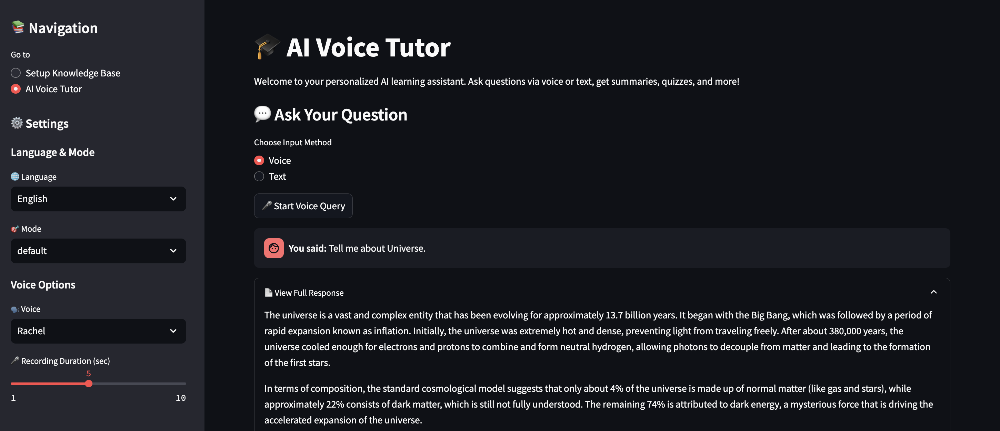 Navigation
Go to
Setup Knowledge Base
AI Voice Tutor
Settings
Language & Mode
Language
English
Mode
default
Voice Options
Voice
Rachel
Recording Duration (sec)
5
1 10
AI Voice Tutor
Welcome to your personalized AI learning assistant. Ask questions via voice or text, get summaries, quizzes, and more!
Ask Your Question
Choose Input Method
Voice
Text
Start Voice Query
You said: Tell me about Universe.
View Full Response
The universe is a vast and complex entity that has been evolving for approximately 13.7 billion years. It began with the Big Bang, which was followed by a period of
rapid expansion known as inflation. Initially, the universe was extremely hot and dense, preventing light from traveling freely. After about 380,000 years, the
universe cooled enough for electrons and protons to combine and form neutral hydrogen, allowing photons to decouple from matter and leading to the formation
of the first stars.
In terms of composition, the standard cosmological model suggests that only about 4% of the universe is made up of normal matter (like gas and stars), while
approximately 22% consists of dark matter, which is still not fully understood. The remaining 74% is attributed to dark energy, a mysterious force that is driving the
accelerated expansion of the universe.